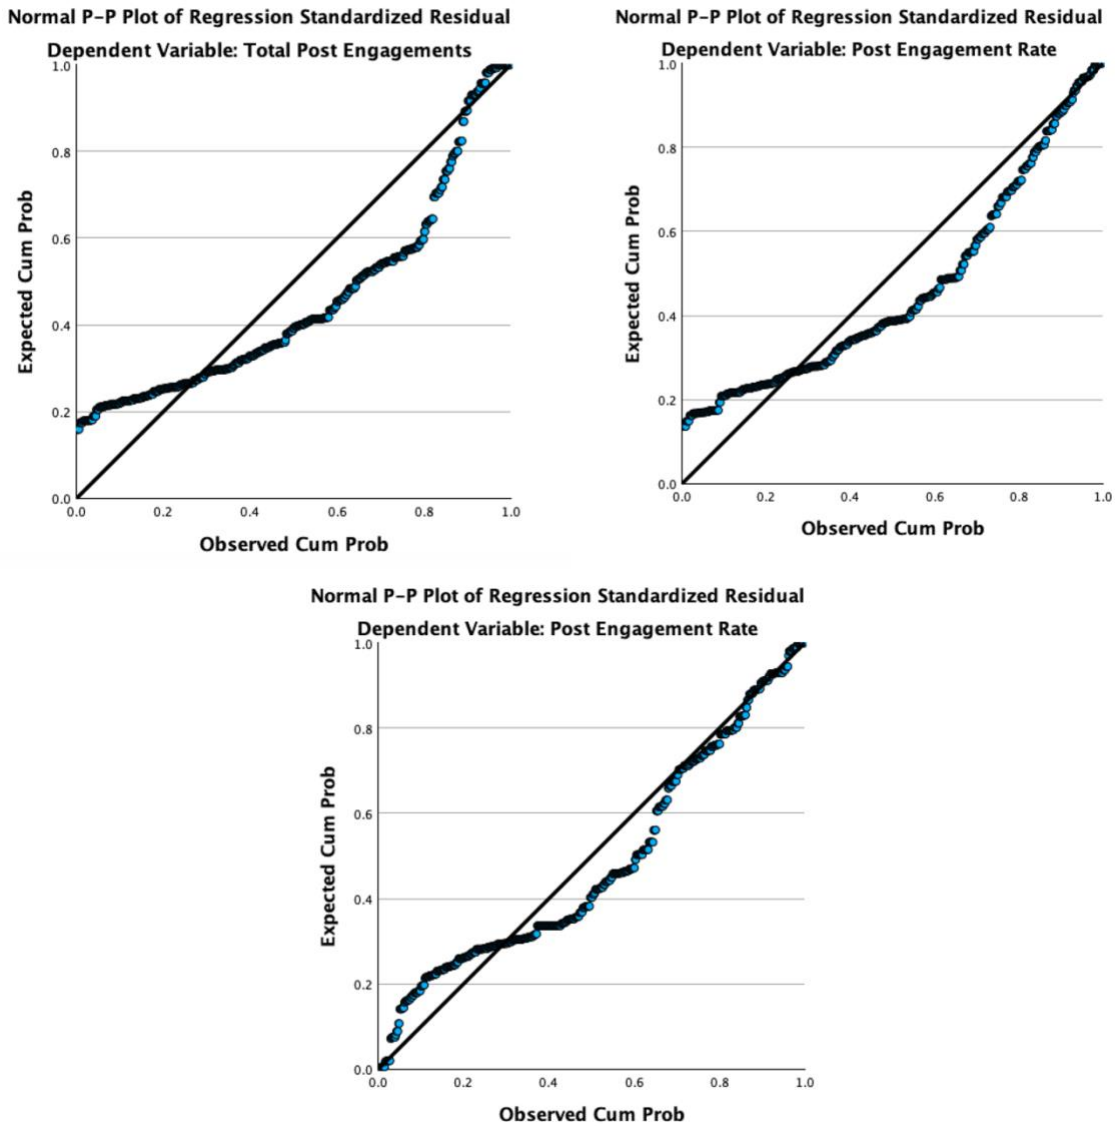 Normal P-P Plot of Regression Standardized Residual
Dependent Variable: Total Post Engagements
1.0
0.8
0.6
0.4
0.2
0.0
0.0 0.2 0.4 0.6 0.8 1.0
Expected Cum Prob
Observed Cum Prob
Normal P-P Plot of Regression Standardized Residual
Dependent Variable: Post Engagement Rate
1.0
0.8
0.6
0.4
0.2
0.0
0.0 0.2 0.4 0.6 0.8 1.0
Expected Cum Prob
Observed Cum Prob
Normal P-P Plot of Regression Standardized Residual
Dependent Variable: Post Engagement Rate
1.0
0.8
0.6
0.4
0.2
0.0
0.0 0.2 0.4 0.6 0.8 1.0
Expected Cum Prob
Observed Cum Prob